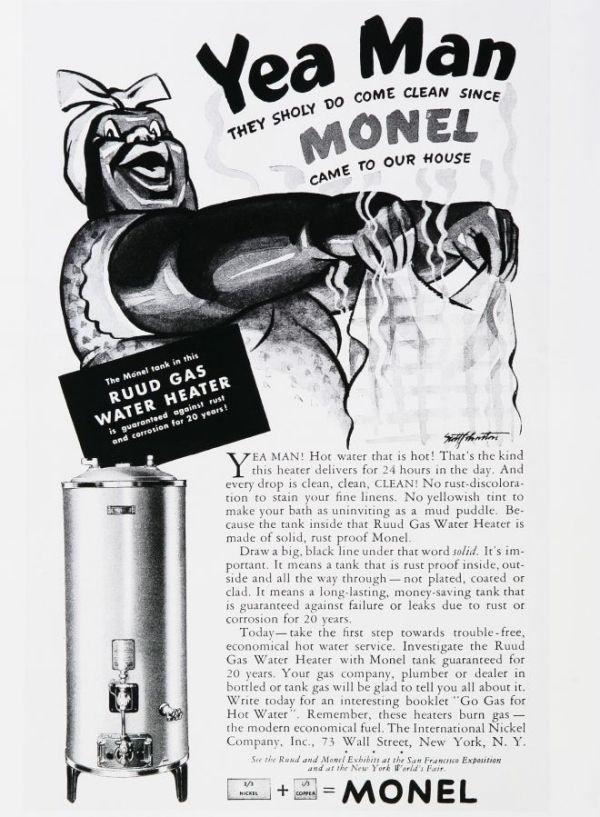 Yea Man
THEY SHOLY DO COME CLEAN SINCE
MONEL
CAME TO OUR HOUSE
The Monel tank in this
RUUD GAS
WATER HEATER
is guaranteed against rust
and corrosion for 20 years!
YEA MAN! Hot water that is hot! That's the kind
this heater delivers for 24 hours in the day. And
every drop is clean, clean, CLEAN! No rust-discolora-
tion to stain your fine linens. No yellowish tint to
make your bath as uninviting as a mud puddle. Be-
cause the tank inside that Ruud Gas Water Heater is
made of solid, rust proof Monel.
Draw a big, black line under that word solid. It's im-
portant. It means a tank that is rust proof inside, out-
side and all the way through—not plated, coated or
clad. It means a long-lasting, money-saving tank that
is guaranteed against failure or leaks due to rust or
corrosion for 20 years.
Today—take the first step towards trouble-free,
economical hot water service. Investigate the Ruud
Gas Water Heater with Monel tank guaranteed for
20 years. Your gas company, plumber or dealer in
bottled or tank gas will be glad to tell you all about it.
Write today for an interesting booklet "Go Gas for
Hot Water". Remember, these heaters burn gas—
the modern economical fuel. The International Nickel
Company, Inc., 73 Wall Street, New York, N. Y.
See the Ruud and Monel Exhibits at the San Francisco Exposition
and at the New York World's Fair.
2/3 NICKEL + 1/3 COPPER = MONEL